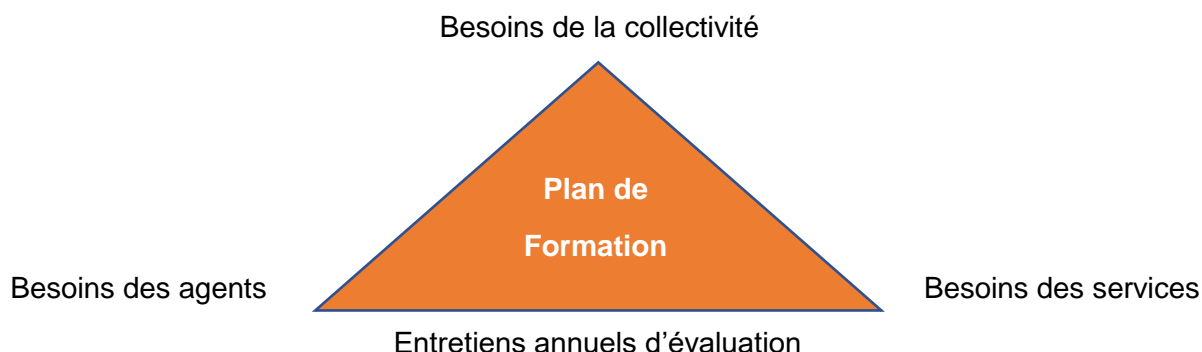 Besoins de la collectivité
Plan de
Formation
Besoins des agents
Besoins des services
Entretiens annuels d’évaluation